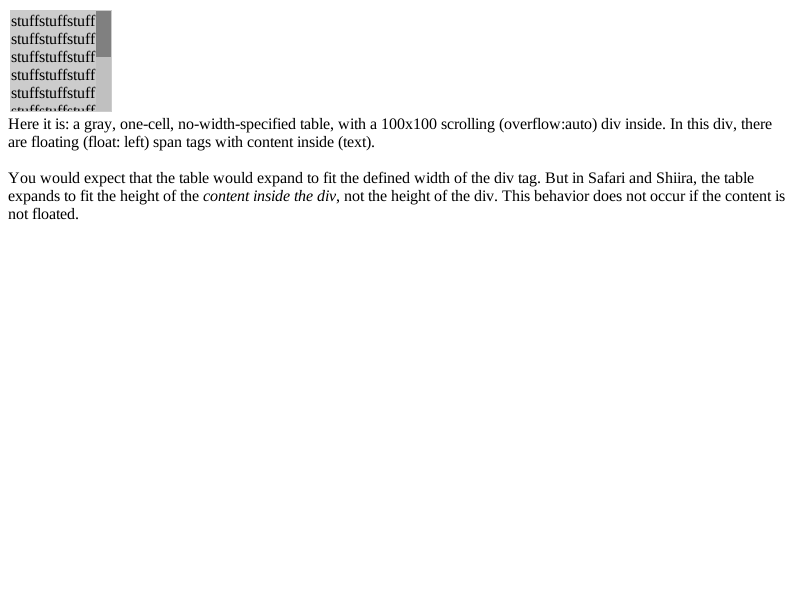 stuffstuffstuff
stuffstuffstuff
stuffstuffstuff
stuffstuffstuff
stuffstuffstuff
stuffstuffstuff
Here it is: a gray, one-cell, no-width-specified table, with a 100x100 scrolling (overflow:auto) div inside. In this div, there
are floating (float: left) span tags with content inside (text).
You would expect that the table would expand to fit the defined width of the div tag. But in Safari and Shiira, the table
expands to fit the height of the content inside the div, not the height of the div. This behavior does not occur if the content is
not floated.